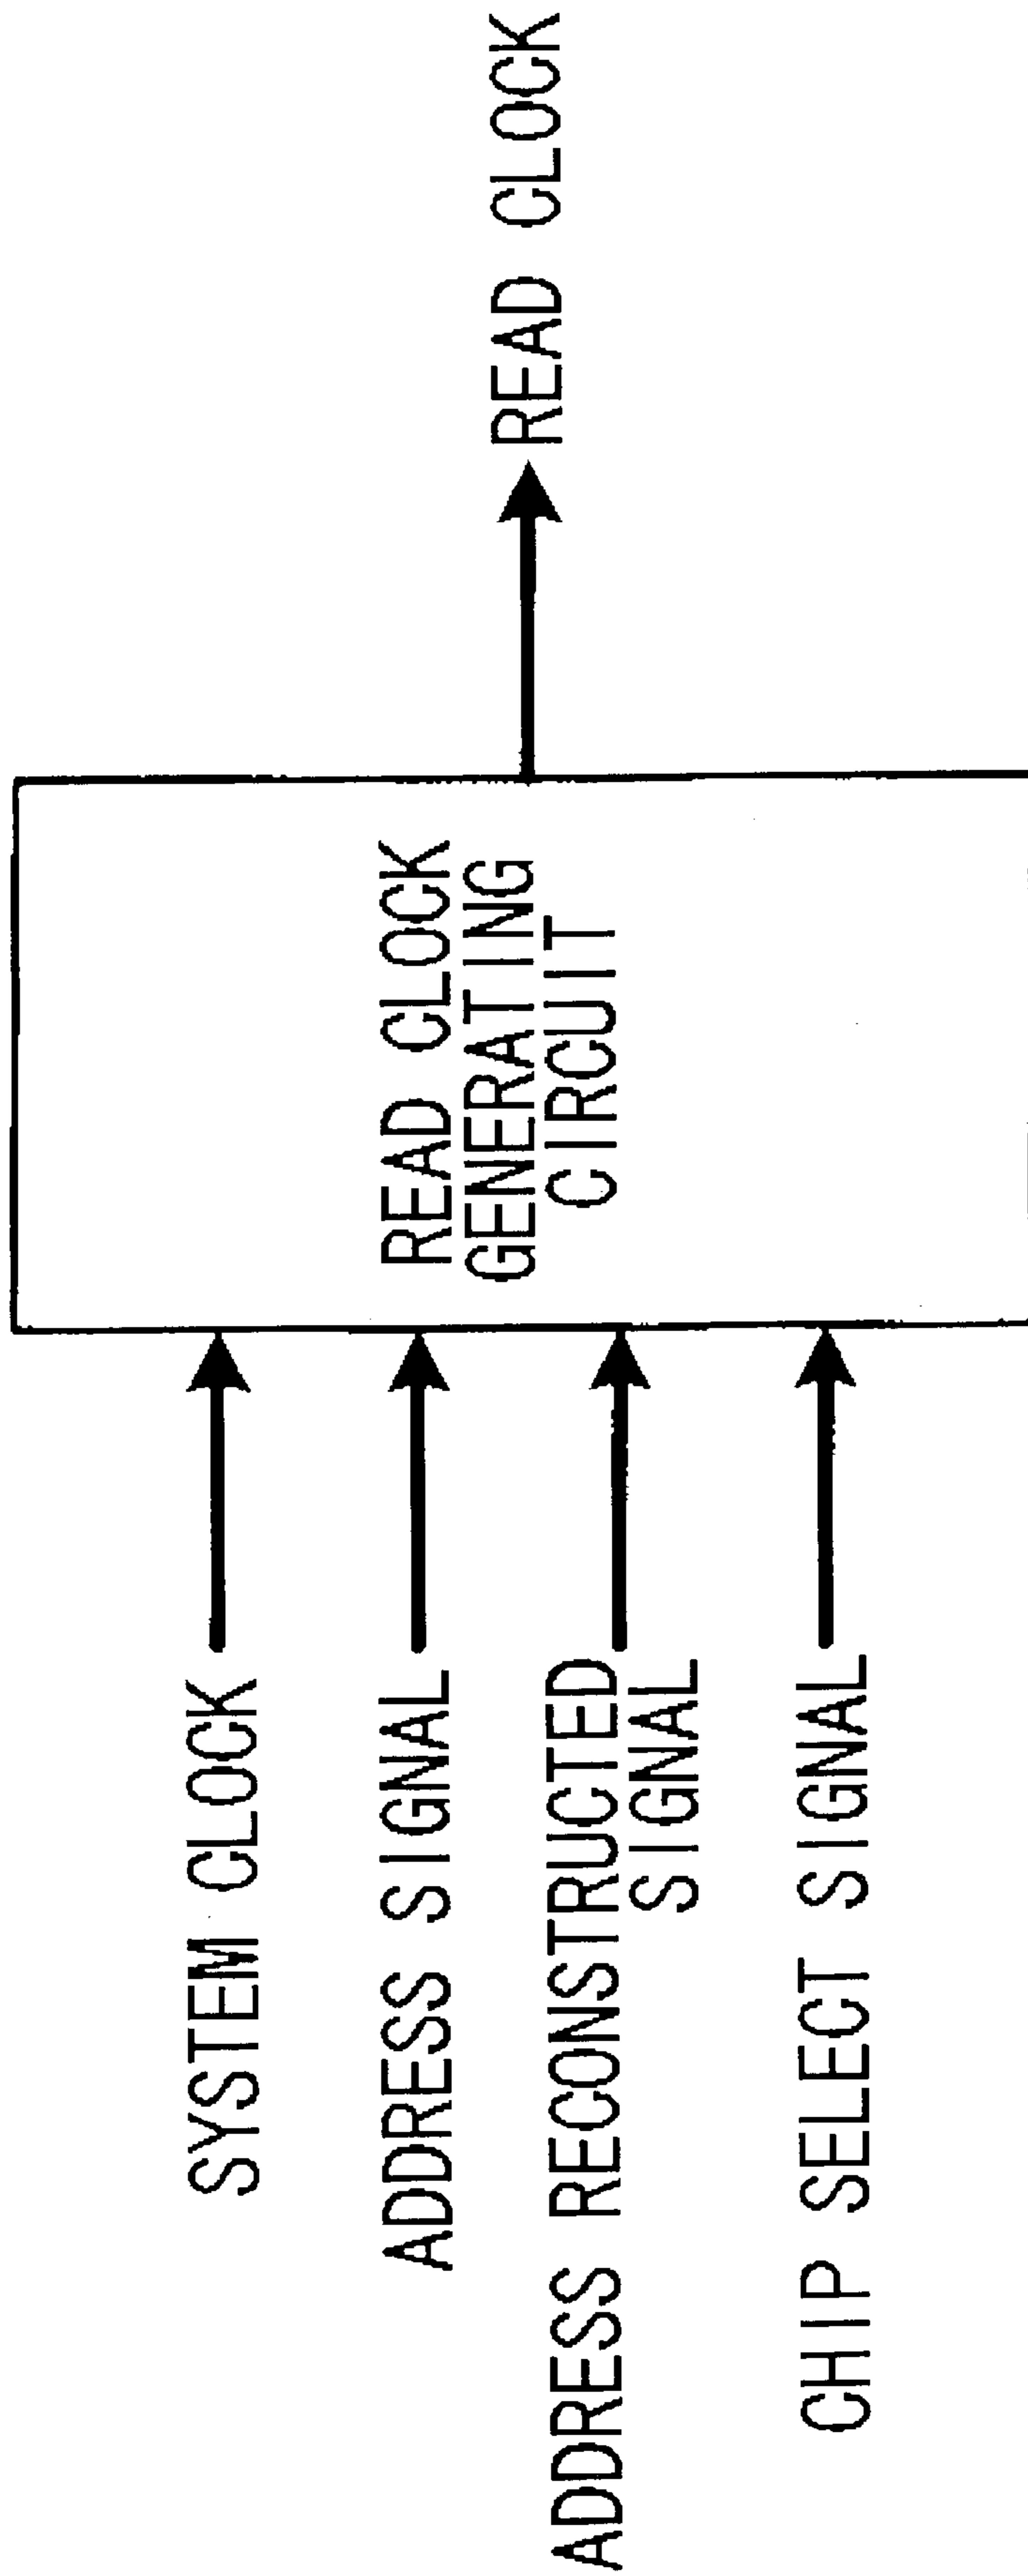 SYSTEM CLOCK
ADDRESS SIGNAL
ADDRESS RECONSTRUCTED
SIGNAL
CHIP SELECT SIGNAL
READ CLOCK
GENERATING
CIRCUIT
READ CLOCK